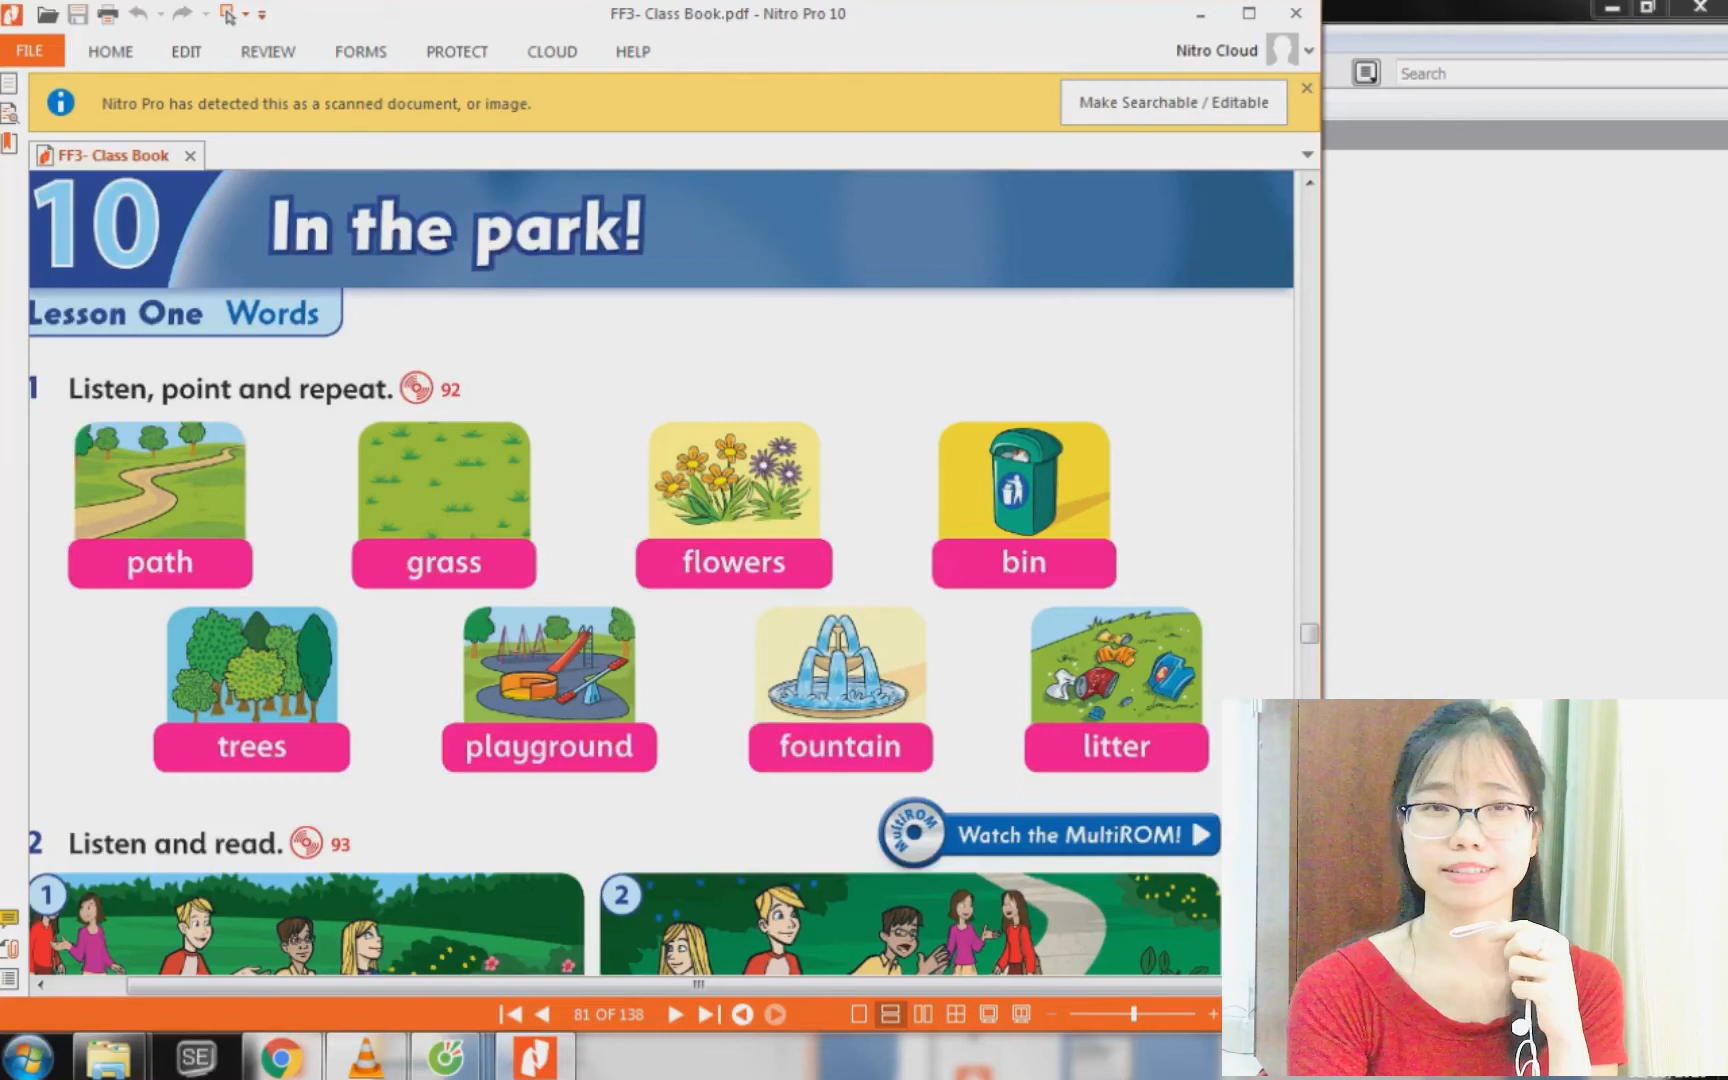 FF3- Class Book.pdf - Nitro Pro 10
FILE HOME EDIT REVIEW FORMS PROTECT CLOUD HELP
Nitro Cloud
Search
Nitro Pro has detected this as a scanned document, or image.
Make Searchable / Editable
FF3- Class Book
10 In the park!
Lesson One Words
1 Listen, point and repeat. 92
path grass flowers bin
trees playground fountain litter
2 Listen and read. 93
MultiROM Watch the MultiROM!
1 2
81 OF 138
SE